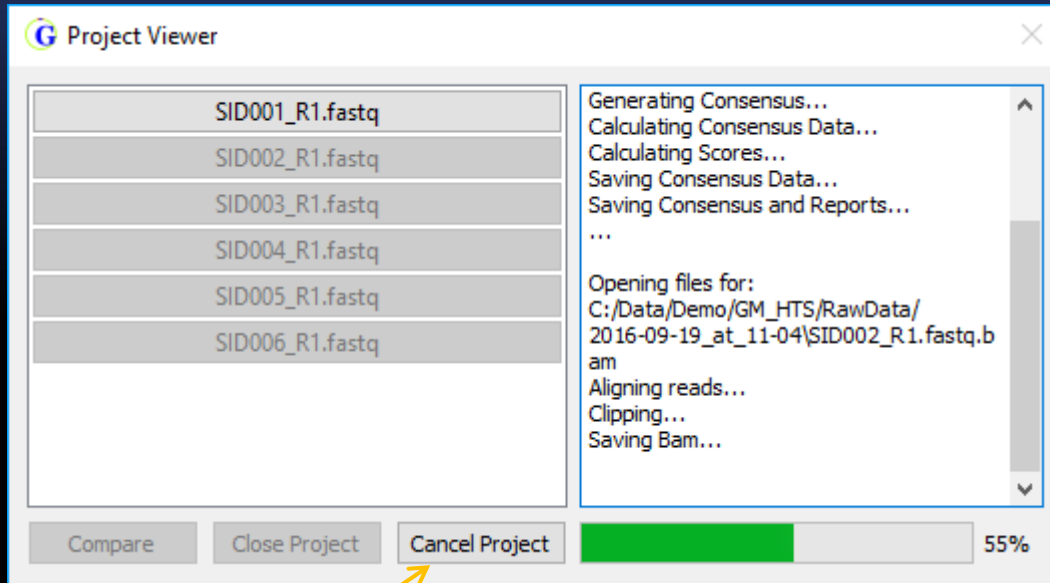 G Project Viewer
SID001_R1.fastq
SID002_R1.fastq
SID003_R1.fastq
SID004_R1.fastq
SID005_R1.fastq
SID006_R1.fastq
Generating Consensus...
Calculating Consensus Data...
Calculating Scores...
Saving Consensus Data...
Saving Consensus and Reports...
...
Opening files for:
C:/Data/Demo/GM_HTS/RawData/
2016-09-19_at_11-04\SID002_R1.fastq.b
am
Aligning reads...
Clipping...
Saving Bam...
Compare
Close Project
Cancel Project
55%